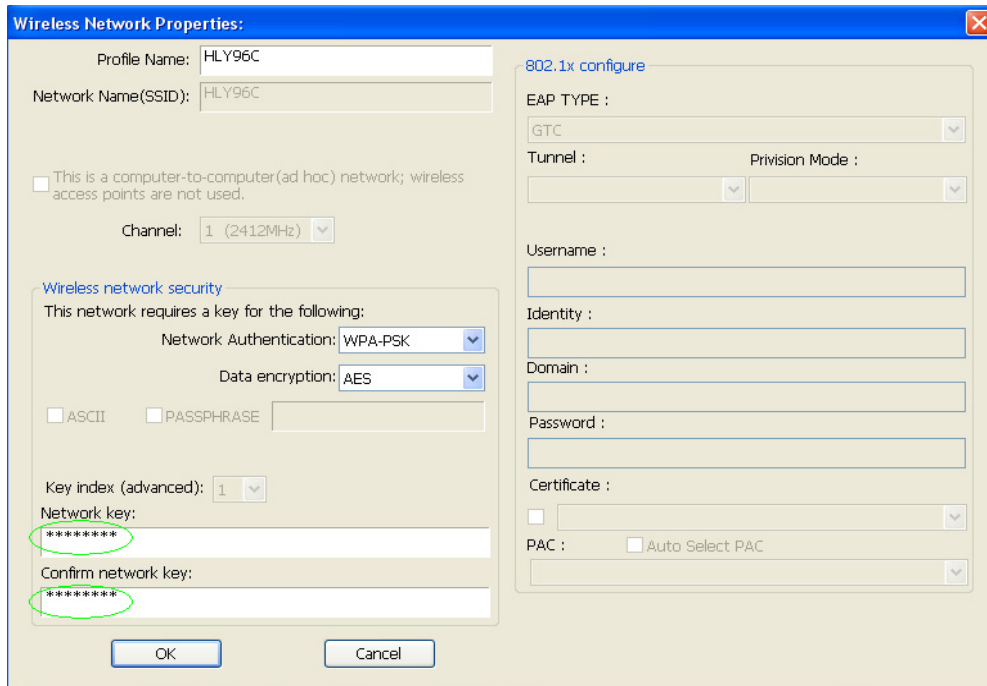 Wireless Network Properties:
Profile Name: HLY96C
Network Name(SSID): HLY96C
This is a computer-to-computer(ad hoc) network; wireless
access points are not used.
Channel: 1 (2412MHz)
Wireless network security
This network requires a key for the following:
Network Authentication: WPA-PSK
Data encryption: AES
ASCII PASSPHRASE
Key index (advanced): 1
Network key:
********
Confirm network key:
********
OK Cancel
802.1x configure
EAP TYPE :
GTC
Tunnel : Privision Mode :
Username :
Identity :
Domain :
Password :
Certificate :
PAC : Auto Select PAC